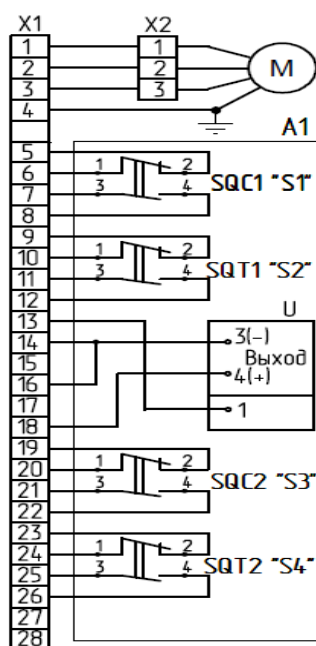 X1 X2
1 1
2 2 M
3 3
4
A1
5
6 1 2
SQC1 "S1"
7 3 4
8
9
10 1 2
SQT1 "S2"
11 3 4
12
13 U
14 3(-)
15 Выход
16 4(+)
17 1
18
19
20 1 2
SQC2 "S3"
21 3 4
22
23
24 1 2
SQT2 "S4"
25 3 4
26
27
28